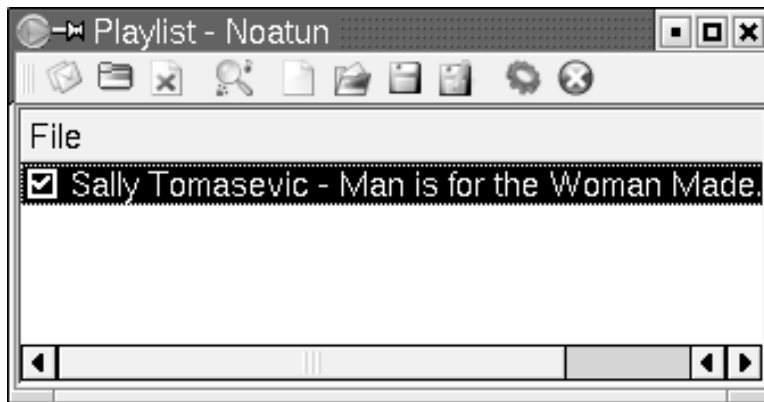 Playlist - Noatun
File
Sally Tomasevic - Man is for the Woman Made.